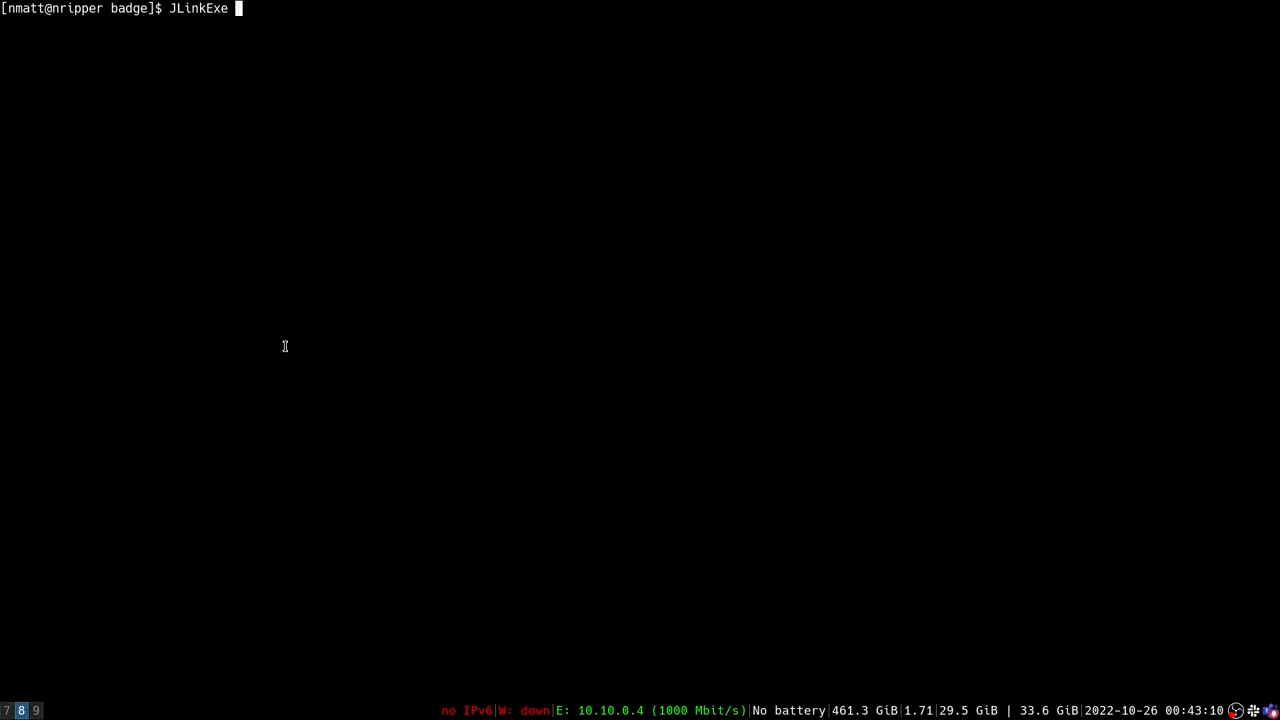 [nmatt@nripper badge]$ JLinkExe
7 8 9 no IPv6|W: down|E: 10.10.0.4 (1000 Mbit/s)|No battery|461.3 GiB|1.71|29.5 GiB | 33.6 GiB|2022-10-26 00:43:10